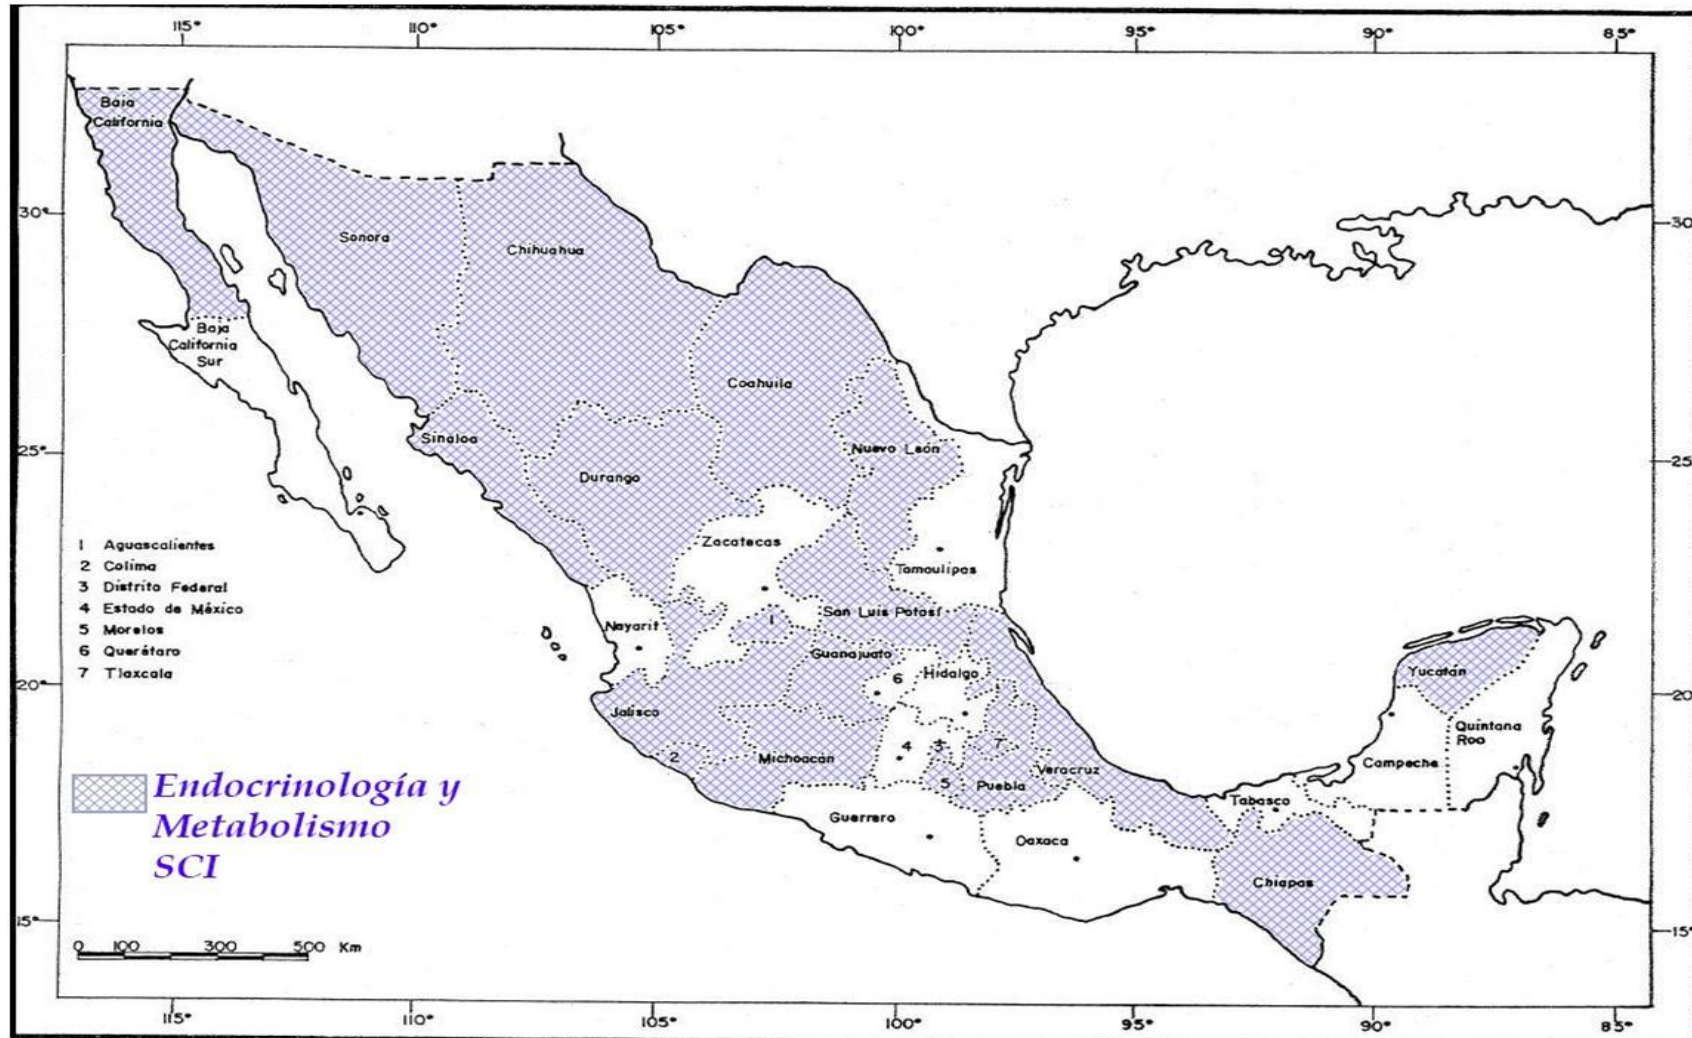 115° 110° 105° 100° 95° 90° 85°
Baja
California
30°
30°
Sonora
Chihuahua
Baja
California
Sur
Coahuila
Sinaloa
Nuevo León
25°
25°
Durango
Zacatecas
Tamaulipas
1 Aguascalientes
2 Colima
3 Distrito Federal
4 Estado de México
5 Morelos
6 Querétaro
7 Tlaxcala
San Luis Potosí
Nayarit
1
Guanajuato
Hidalgo
6
Yucatán
20°
20°
Jalisco
Quintana
Roo
4
3
7
2
Michoacán
Veracruz
Campeche
5
Puebla
Tabasco
Guerrero
Oaxaca
Chiapas
Endocrinología y
Metabolismo
SCI
15°
15°
0 100 300 500 Km
115° 110° 105° 100° 95° 90° 85°